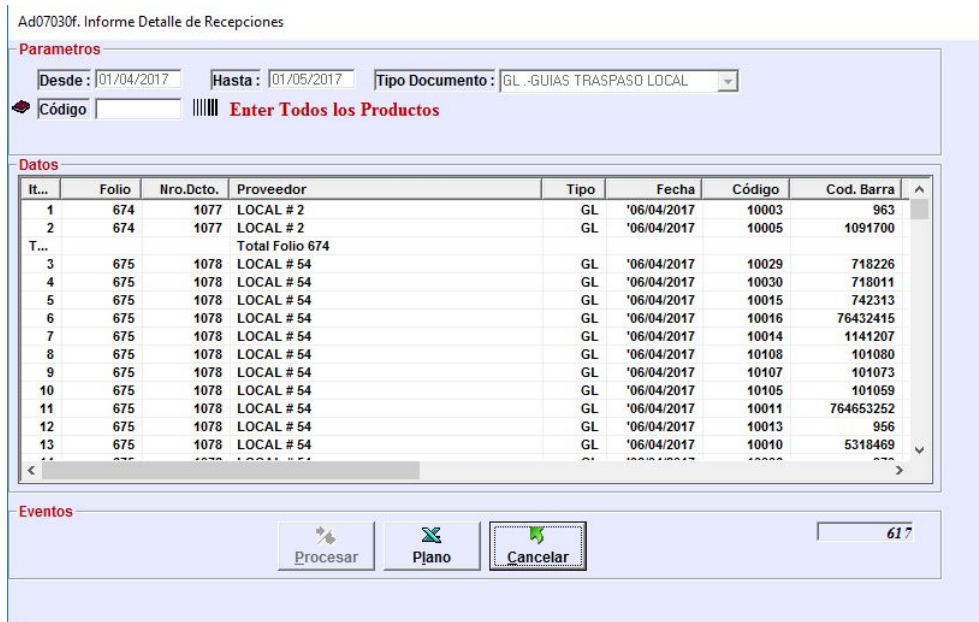 Ad07030f. Informe Detalle de Recepciones
Parametros
Desde : 01/04/2017 Hasta : 01/05/2017 Tipo Documento : GL .-GUIAS TRASPASO LOCAL
Código Enter Todos los Productos
Datos
It... Folio Nro.Dcto. Proveedor Tipo Fecha Código Cod. Barra
1 674 1077 LOCAL # 2 GL '06/04/2017 10003 963
2 674 1077 LOCAL # 2 GL '06/04/2017 10005 1091700
T... Total Folio 674
3 675 1078 LOCAL # 54 GL '06/04/2017 10029 718226
4 675 1078 LOCAL # 54 GL '06/04/2017 10030 718011
5 675 1078 LOCAL # 54 GL '06/04/2017 10015 742313
6 675 1078 LOCAL # 54 GL '06/04/2017 10016 76432415
7 675 1078 LOCAL # 54 GL '06/04/2017 10014 1141207
8 675 1078 LOCAL # 54 GL '06/04/2017 10108 101080
9 675 1078 LOCAL # 54 GL '06/04/2017 10107 101073
10 675 1078 LOCAL # 54 GL '06/04/2017 10105 101059
11 675 1078 LOCAL # 54 GL '06/04/2017 10011 764653252
12 675 1078 LOCAL # 54 GL '06/04/2017 10013 956
13 675 1078 LOCAL # 54 GL '06/04/2017 10010 5318469
Eventos
Procesar Plano Cancelar 617